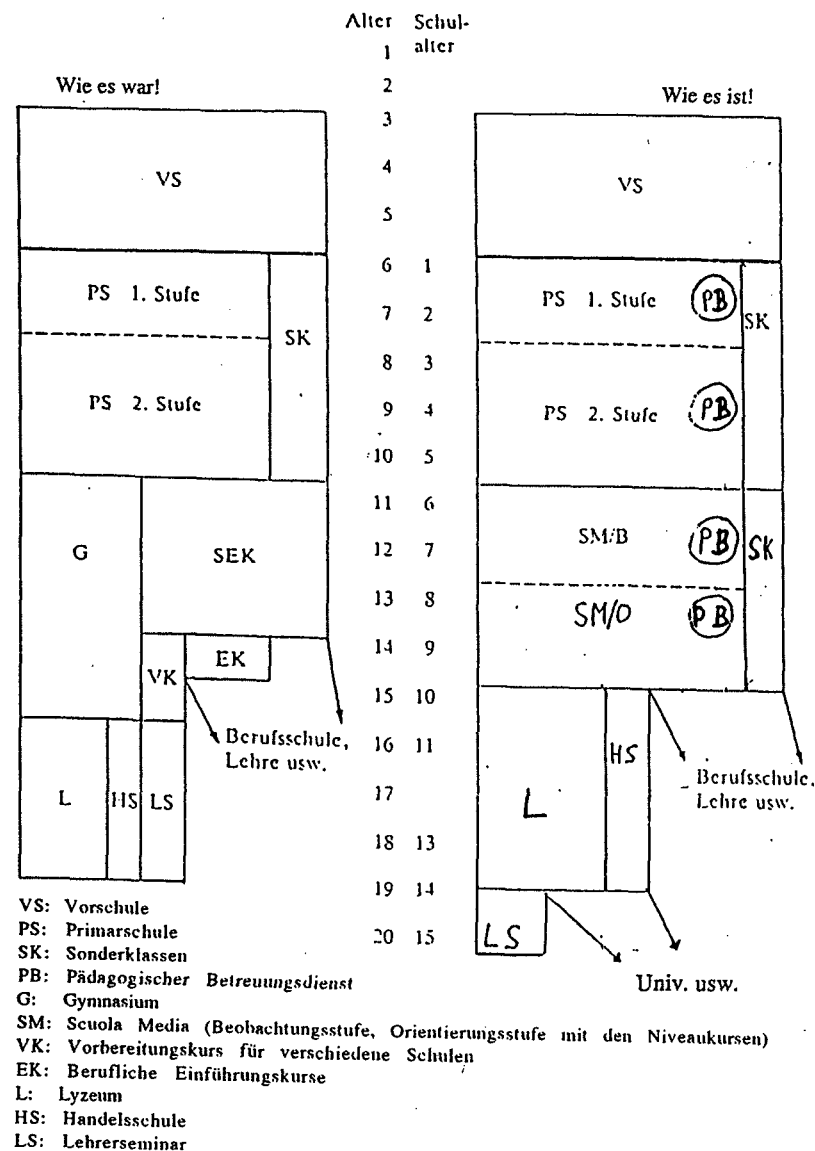 Alter Schul-
alter
1
2
Wie es war!
Wie es ist!
3
4
5
6 1
7 2
8 3
9 4
10 5
11 6
12 7
13 8
14 9
15 10
16 11
17
18 13
19 14
20 15
VS
PS 1. Stufe
SK
PS 2. Stufe
G
SEK
VK
EK
Berufsschule,
Lehre usw.
L
HS
LS
VS
PS 1. Stufe
PB
SK
PS 2. Stufe
PB
SM/B
PB
SK
SM/O
PB
L
HS
Berufsschule,
Lehre usw.
LS
Univ. usw.
VS: Vorschule
PS: Primarschule
SK: Sonderklassen
PB: Pädagogischer Betreuungsdienst
G: Gymnasium
SM: Scuola Media (Beobachtungsstufe, Orientierungsstufe mit den Niveaukursen)
VK: Vorbereitungskurs für verschiedene Schulen
EK: Berufliche Einführungskurse
L: Lyzeum
HS: Handelsschule
LS: Lehrerseminar